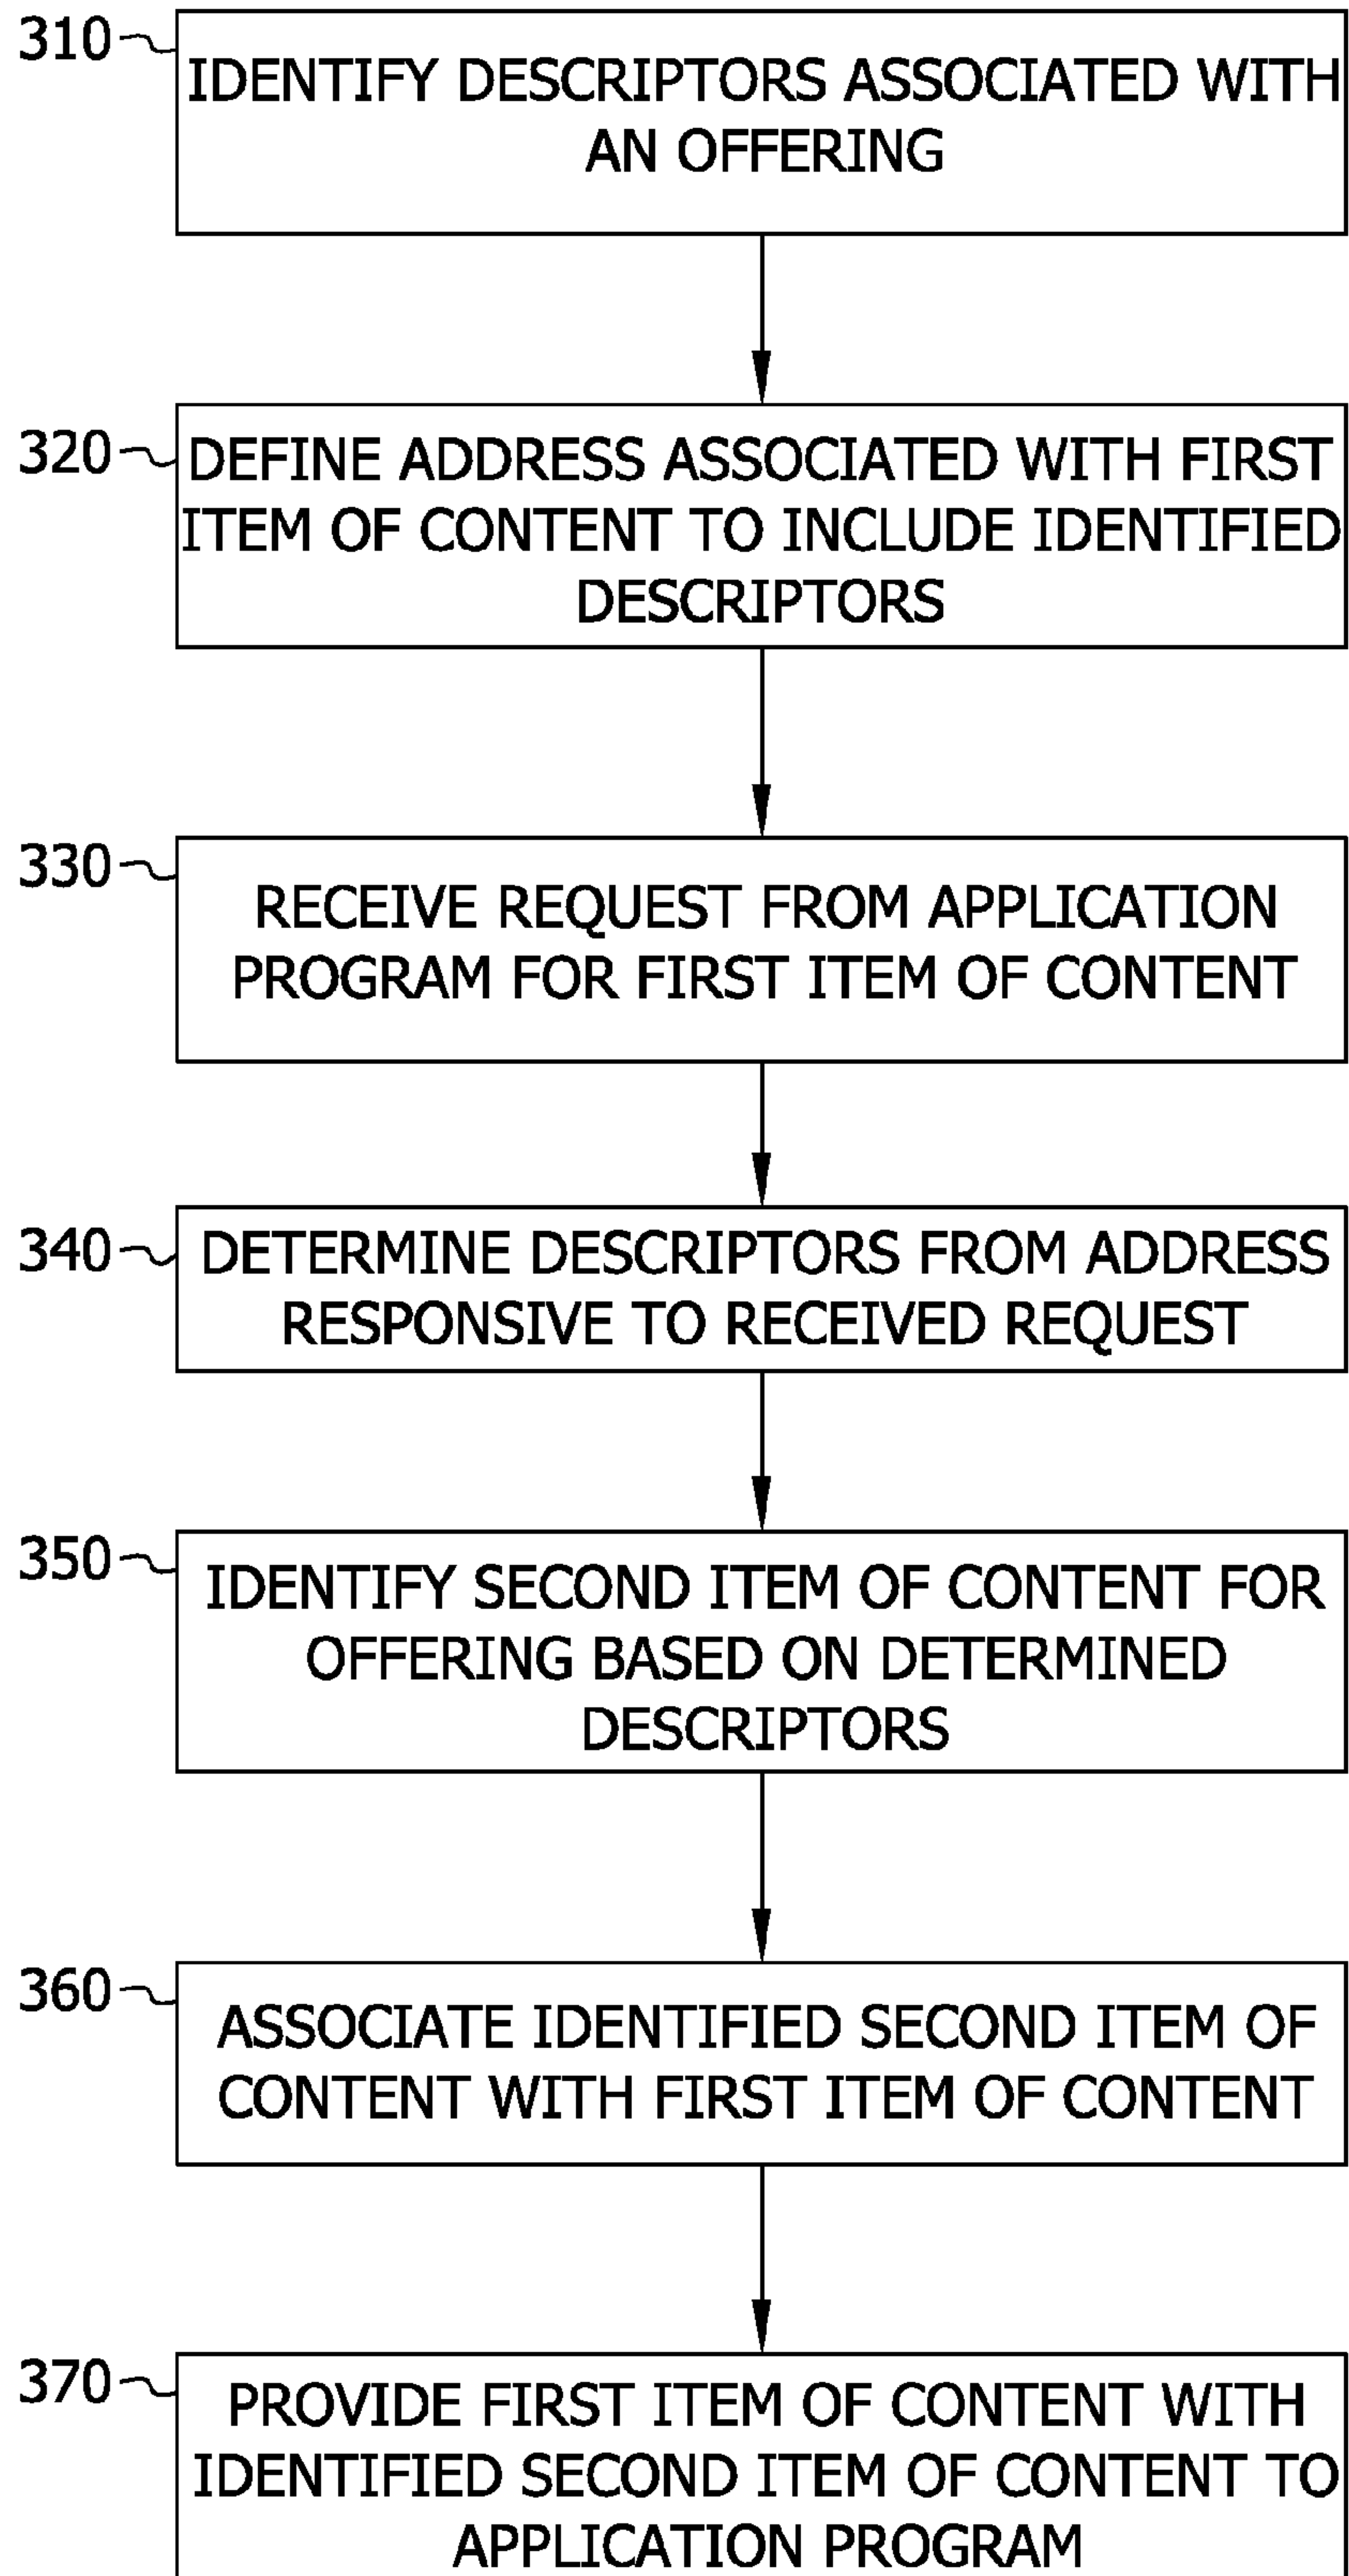 310
IDENTIFY DESCRIPTORS ASSOCIATED WITH
AN OFFERING
320
DEFINE ADDRESS ASSOCIATED WITH FIRST
ITEM OF CONTENT TO INCLUDE IDENTIFIED
DESCRIPTORS
330
RECEIVE REQUEST FROM APPLICATION
PROGRAM FOR FIRST ITEM OF CONTENT
340
DETERMINE DESCRIPTORS FROM ADDRESS
RESPONSIVE TO RECEIVED REQUEST
350
IDENTIFY SECOND ITEM OF CONTENT FOR
OFFERING BASED ON DETERMINED
DESCRIPTORS
360
ASSOCIATE IDENTIFIED SECOND ITEM OF
CONTENT WITH FIRST ITEM OF CONTENT
370
PROVIDE FIRST ITEM OF CONTENT WITH
IDENTIFIED SECOND ITEM OF CONTENT TO
APPLICATION PROGRAM